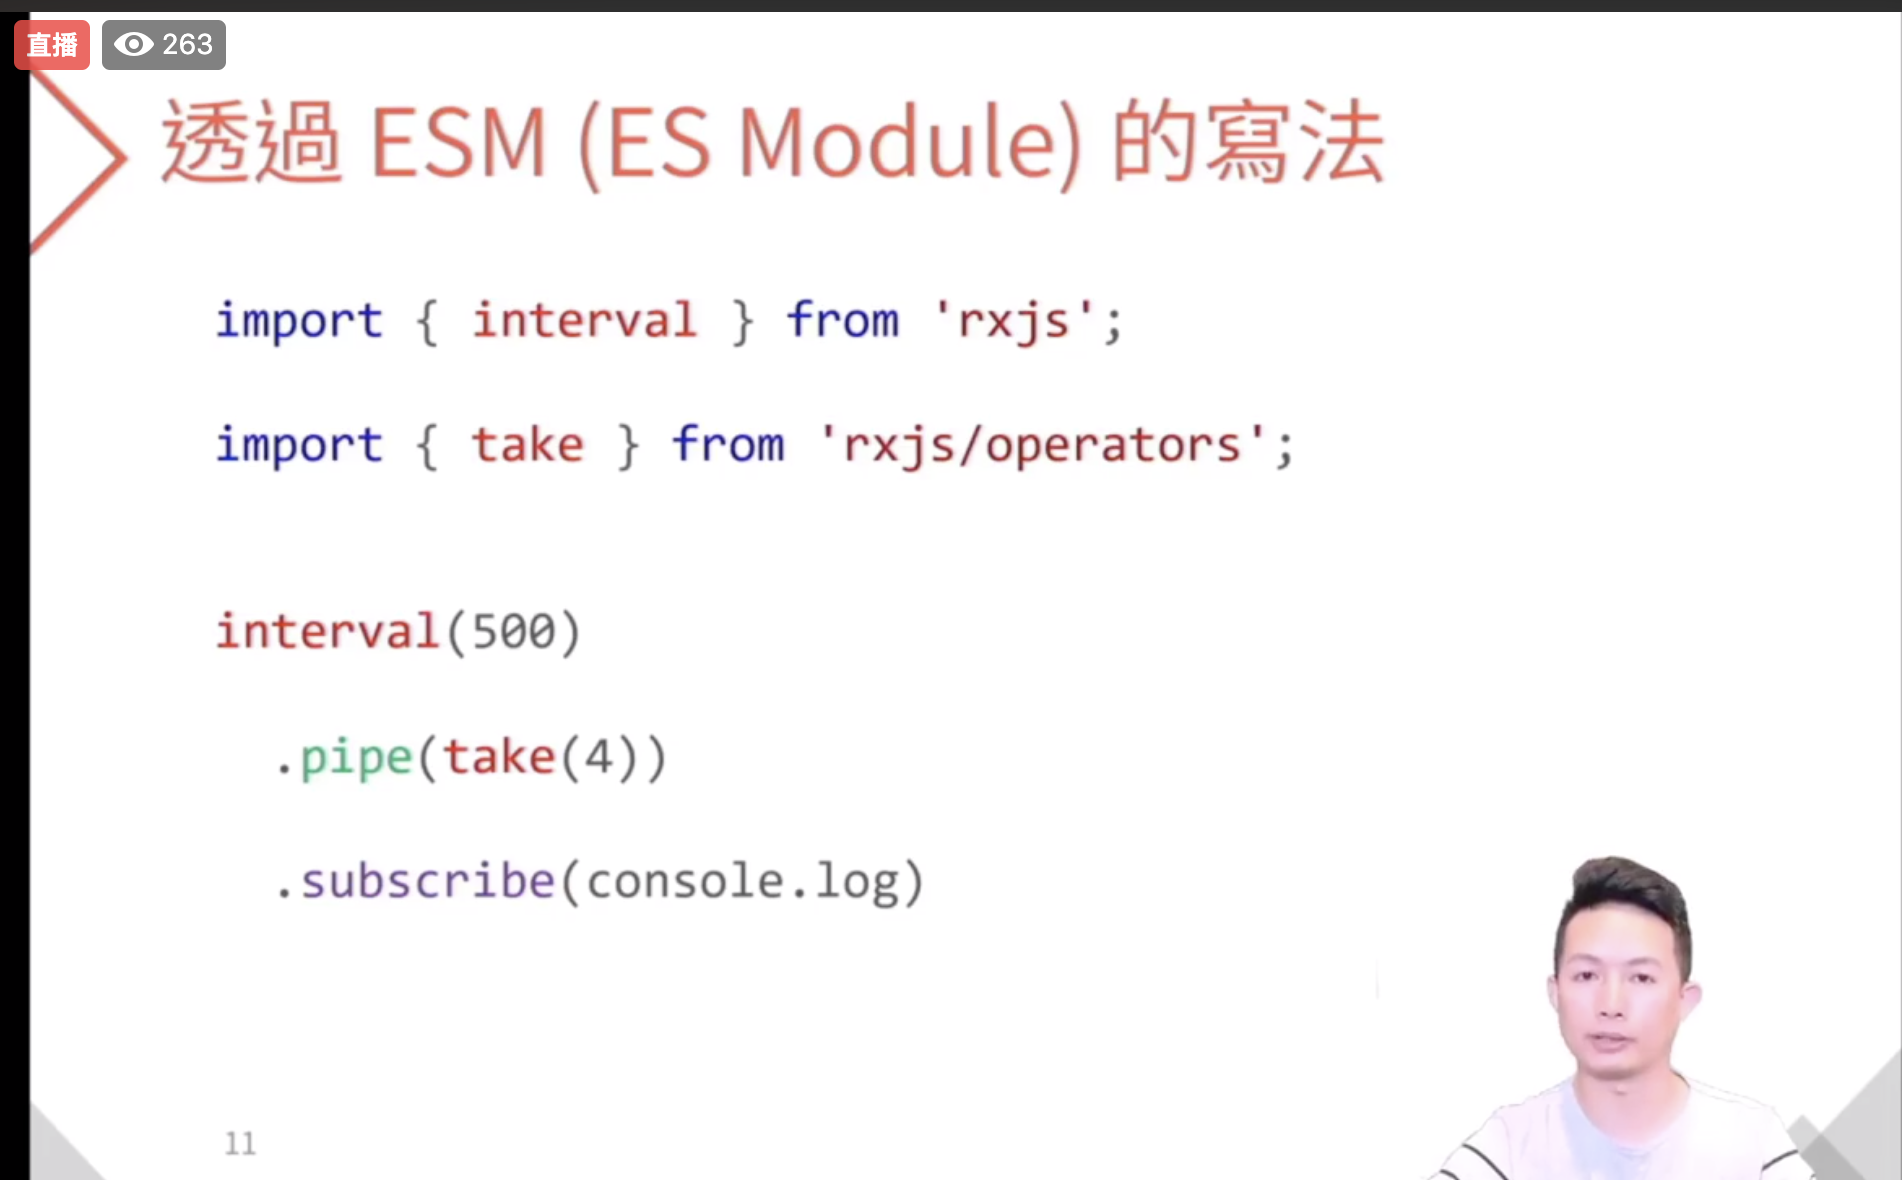 直播 263
透過 ESM (ES Module) 的寫法
import { interval } from 'rxjs';
import { take } from 'rxjs/operators';
interval(500)
.pipe(take(4))
.subscribe(console.log)
11